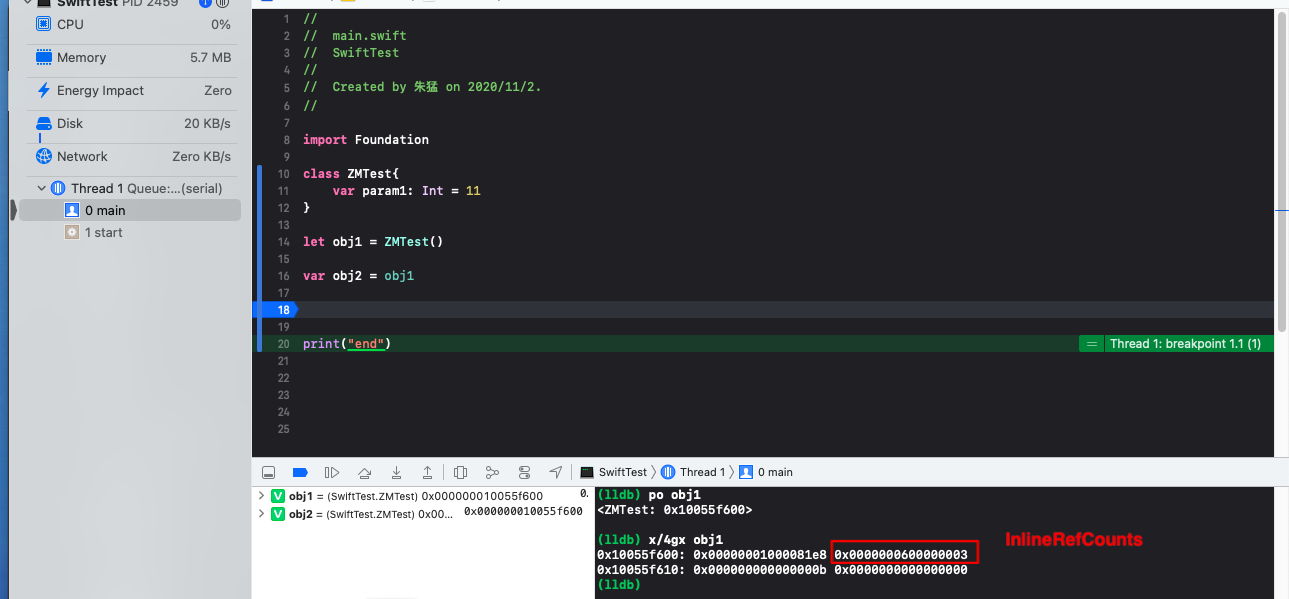 SwiftTest PID 2459
CPU 0%
Memory 5.7 MB
Energy Impact Zero
Disk 20 KB/s
Network Zero KB/s
Thread 1 Queue:...(serial)
0 main
1 start
1 //
2 //  main.swift
3 //  SwiftTest
4 //
5 //  Created by 朱猛 on 2020/11/2.
6 //
7
8 import Foundation
9
10 class ZMTest{
11     var param1: Int = 11
12 }
13
14 let obj1 = ZMTest()
15
16 var obj2 = obj1
17
18
19
20 print("end") = Thread 1: breakpoint 1.1 (1)
21
22
23
24
25
SwiftTest Thread 1 0 main
V obj1 = (SwiftTest.ZMTest) 0x000000010055f600 0.
V obj2 = (SwiftTest.ZMTest) 0x00... 0x000000010055f600
(lldb) po obj1
<ZMTest: 0x10055f600>
(lldb) x/4gx obj1
0x10055f600: 0x00000001000081e8 0x0000000600000003
0x10055f610: 0x000000000000000b 0x0000000000000000
(lldb)
InlineRefCounts